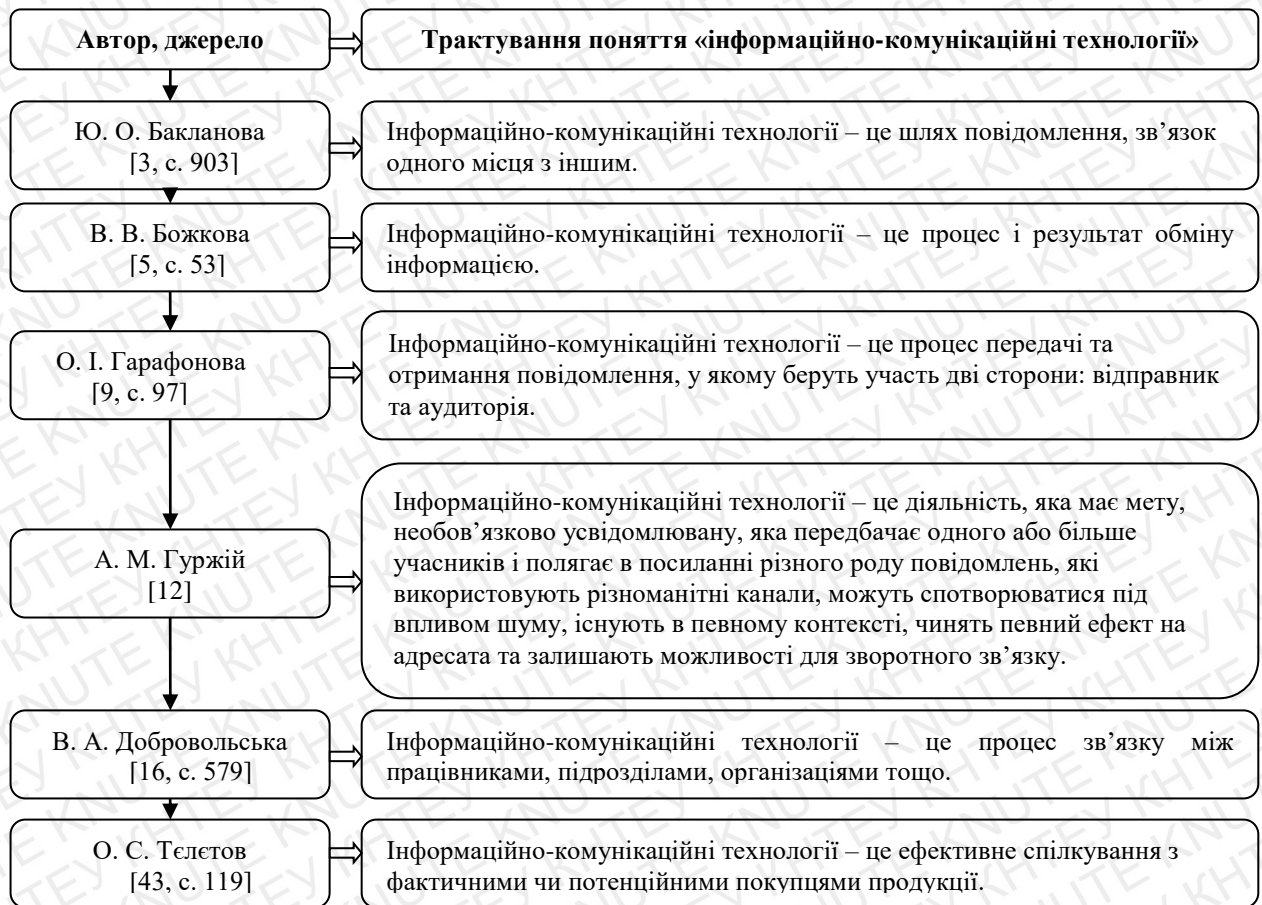 Автор, джерело
Трактування поняття «інформаційно-комунікаційні технології»
Ю. О. Бакланова
[3, с. 903]
Інформаційно-комунікаційні технології – це шлях повідомлення, зв’язок
одного місця з іншим.
В. В. Божкова
[5, с. 53]
Інформаційно-комунікаційні технології – це процес і результат обміну
інформацією.
О. І. Гарафонова
[9, с. 97]
Інформаційно-комунікаційні технології – це процес передачі та
отримання повідомлення, у якому беруть участь дві сторони: відправник
та аудиторія.
А. М. Гуржій
[12]
Інформаційно-комунікаційні технології – це діяльність, яка має мету,
необов’язково усвідомлювану, яка передбачає одного або більше
учасників і полягає в посиланні різного роду повідомлень, які
використовують різноманітні канали, можуть спотворюватися під
впливом шуму, існують в певному контексті, чинять певний ефект на
адресата та залишають можливості для зворотного зв’язку.
В. А. Добровольська
[16, с. 579]
Інформаційно-комунікаційні технології – це процес зв’язку між
працівниками, підрозділами, організаціями тощо.
О. С. Тєлєтов
[43, с. 119]
Інформаційно-комунікаційні технології – це ефективне спілкування з
фактичними чи потенційними покупцями продукції.